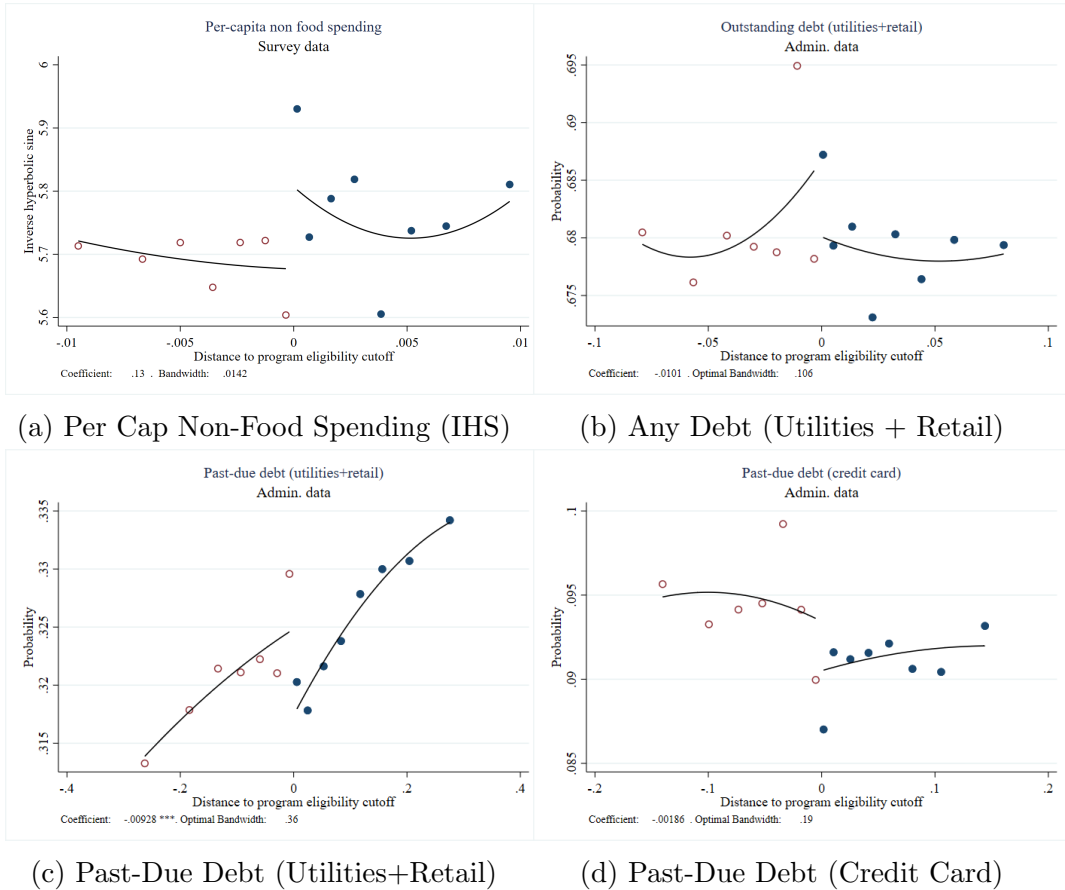 Per-capita non food spending
Survey data
Inverse hyperbolic sine
6
5.9
5.8
5.7
5.6
-.01 -.005 0 .005 .01
Distance to program eligibility cutoff
Coefficient: .13 . Bandwidth: .0142
(a) Per Cap Non-Food Spending (IHS)
Outstanding debt (utilities+retail)
Admin. data
Probability
.695
.69
.685
.68
.675
-.1 -.05 0 .05 .1
Distance to program eligibility cutoff
Coefficient: -.0101 . Optimal Bandwidth: .106
(b) Any Debt (Utilities + Retail)
Past-due debt (utilities+retail)
Admin. data
Probability
.335
.33
.325
.32
.315
-.4 -.2 0 .2 .4
Distance to program eligibility cutoff
Coefficient: -.00928 ***. Optimal Bandwidth: .36
(c) Past-Due Debt (Utilities+Retail)
Past-due debt (credit card)
Admin. data
Probability
.1
.095
.09
.085
-.2 -.1 0 .1 .2
Distance to program eligibility cutoff
Coefficient: -.00186 . Optimal Bandwidth: .19
(d) Past-Due Debt (Credit Card)